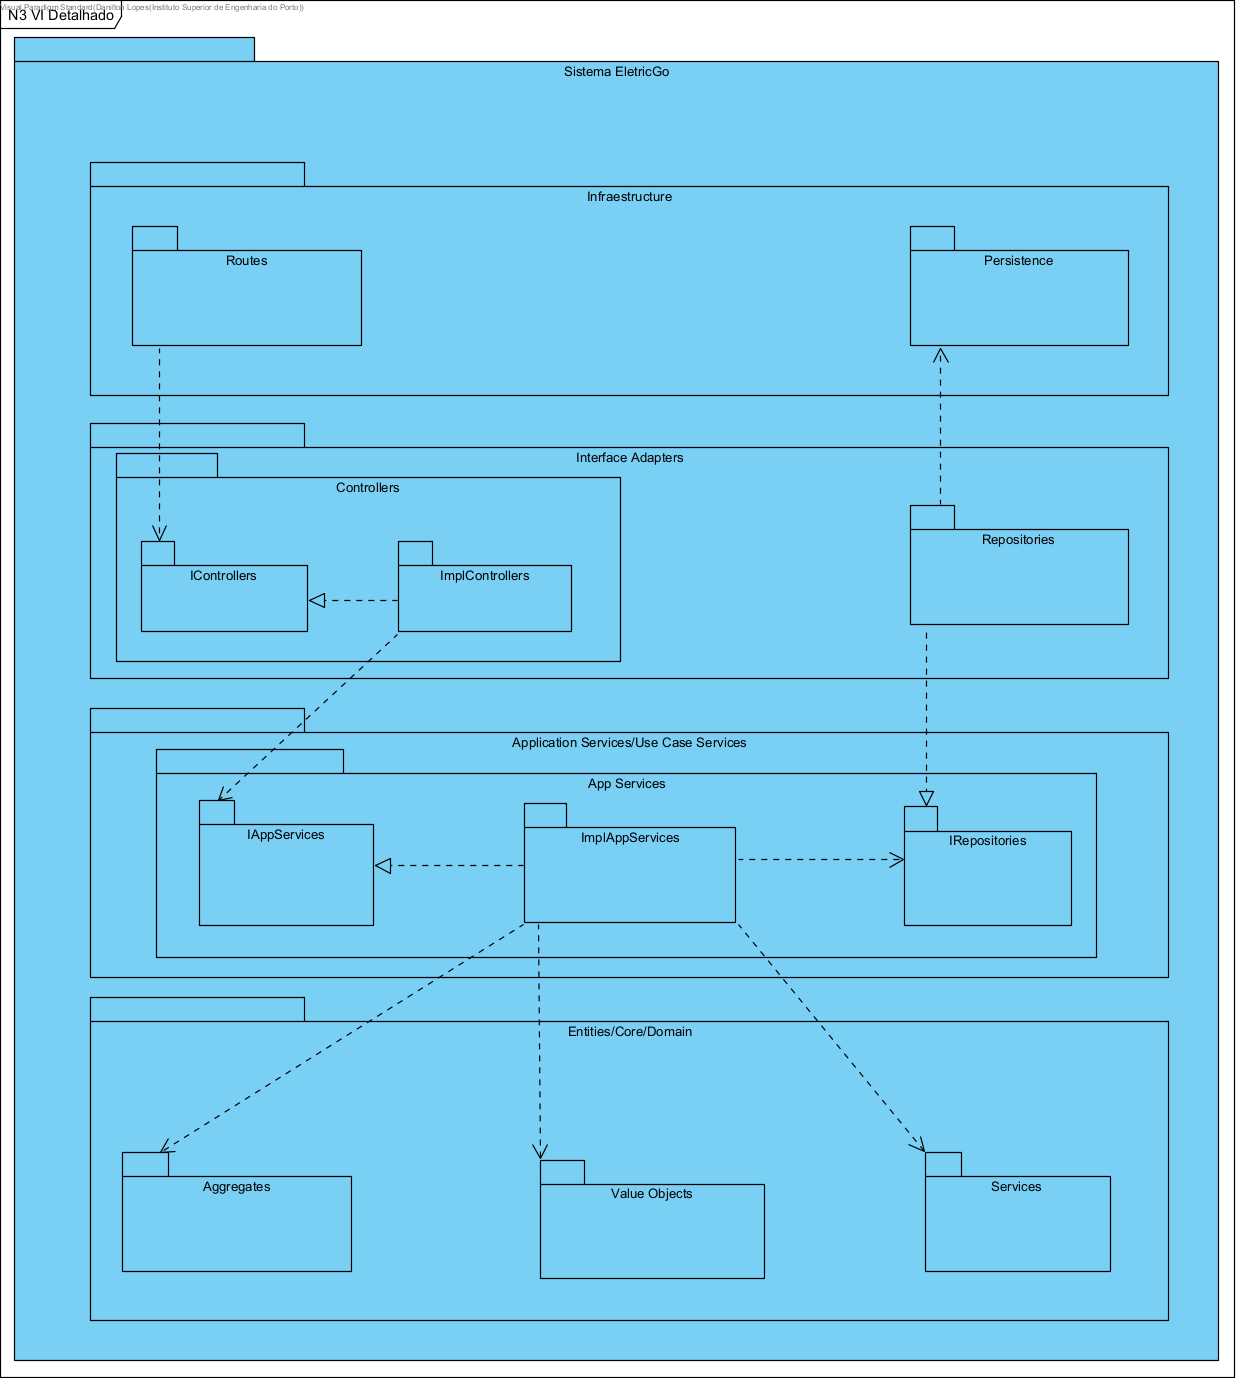 Visual Paradigm Standard(Danilton Lopes(Instituto Superior de Engenharia do Porto))
N3 VI Detalhado
Sistema EletricGo
Infraestructure
Routes
Persistence
Interface Adapters
Controllers
Repositories
IControllers
ImplControllers
Application Services/Use Case Services
App Services
IAppServices
ImplAppServices
IRepositories
Entities/Core/Domain
Aggregates
Value Objects
Services